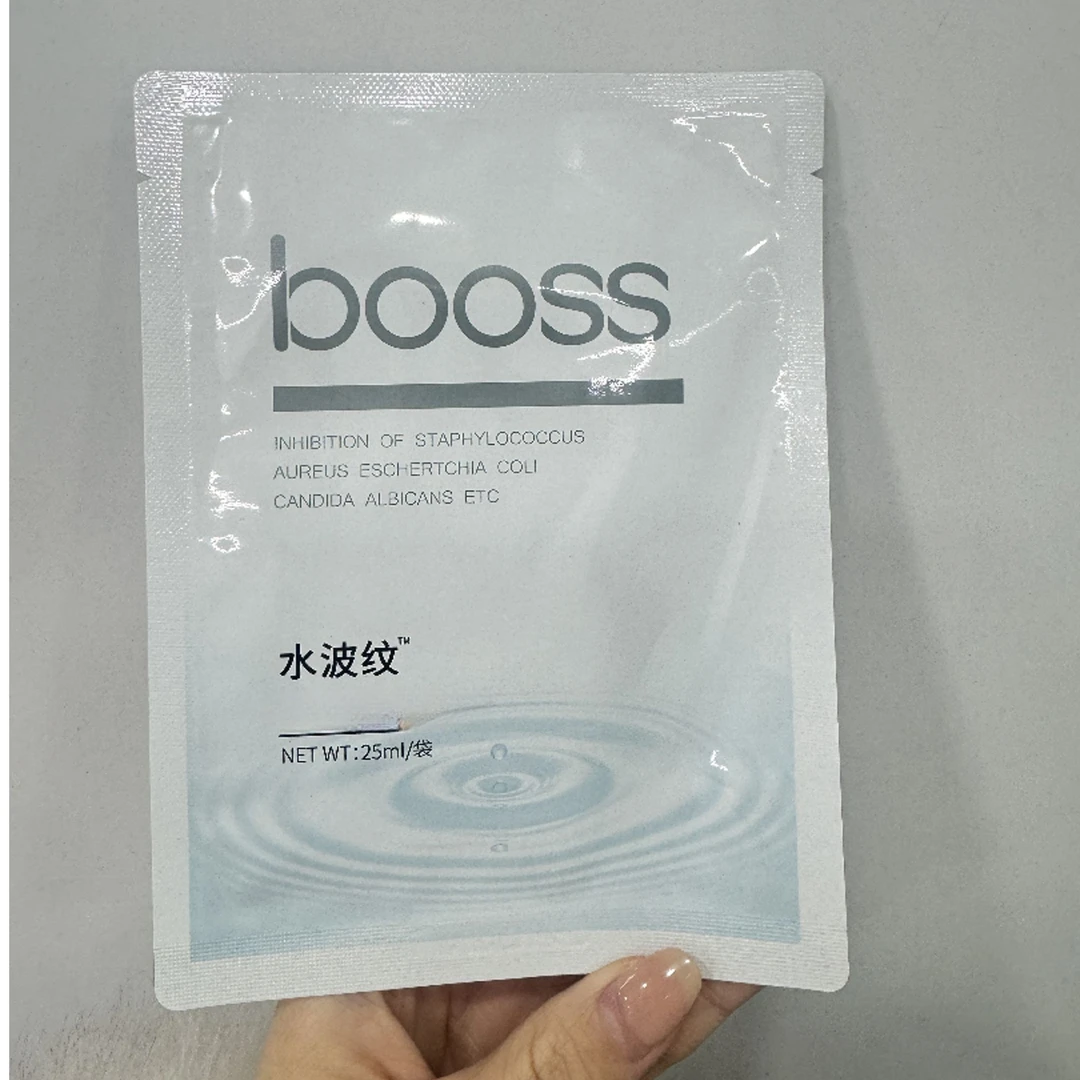 booss
INHIBITION OF STAPHYLOCOCCUS
AUREUS ESCHERTCHIA COLI
CANDIDA ALBICANS ETC
水波纹™
NET WT:25ml/袋